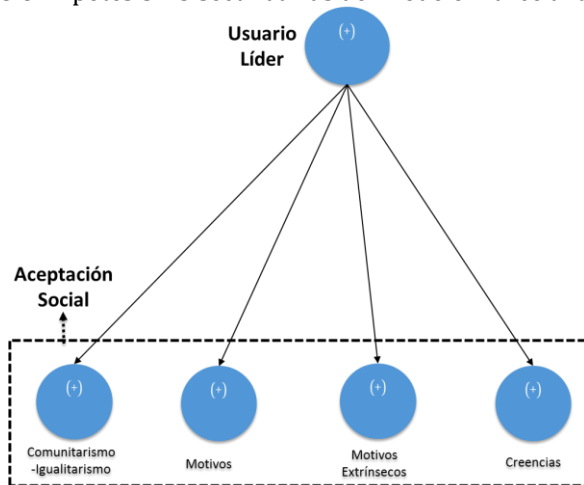 (+)
Usuario
Líder
Aceptación
Social
(+)
(+)
(+)
(+)
Comunitarismo
-Igualitarismo
Motivos
Motivos
Extrínsecos
Creencias